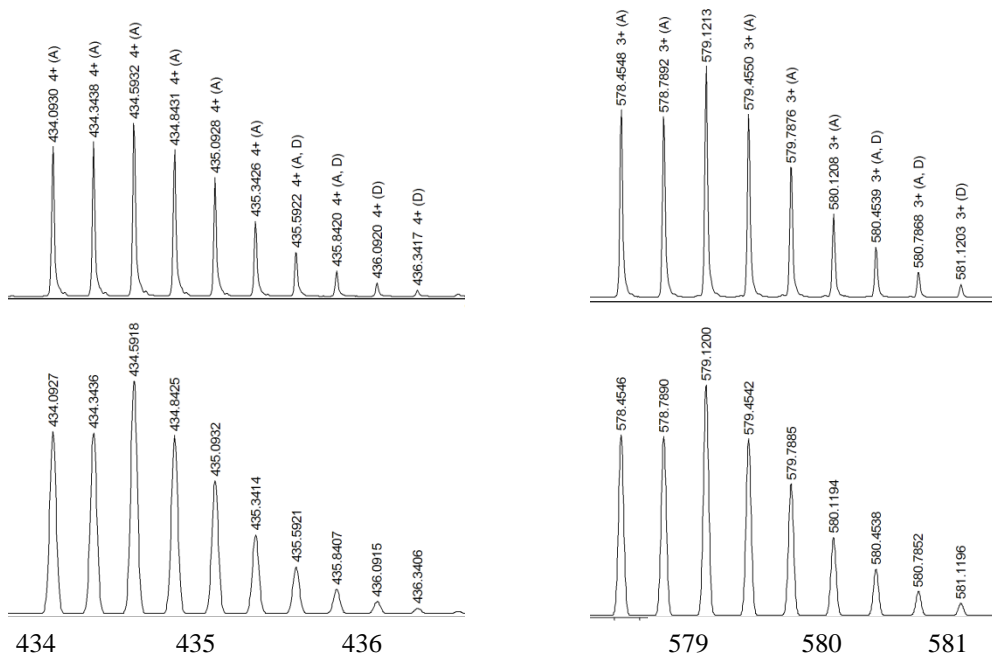 434.0930 4+ (A)
434.3438 4+ (A)
434.5932 4+ (A)
434.8431 4+ (A)
435.0928 4+ (A)
435.3426 4+ (A)
435.5922 4+ (A, D)
435.8420 4+ (A, D)
436.0920 4+ (D)
436.3417 4+ (D)
578.4548 3+ (A)
578.7892 3+ (A)
579.1213
579.4550 3+ (A)
579.7876 3+ (A)
580.1208 3+ (A)
580.4539 3+ (A, D)
580.7868 3+ (A, D)
581.1203 3+ (D)
434.0927
434.3436
434.5918
434.8425
435.0932
435.3414
435.5921
435.8407
436.0915
436.3406
578.4546
578.7890
579.1200
579.4542
579.7885
580.1194
580.4538
580.7852
581.1196
434 435 436
579 580 581